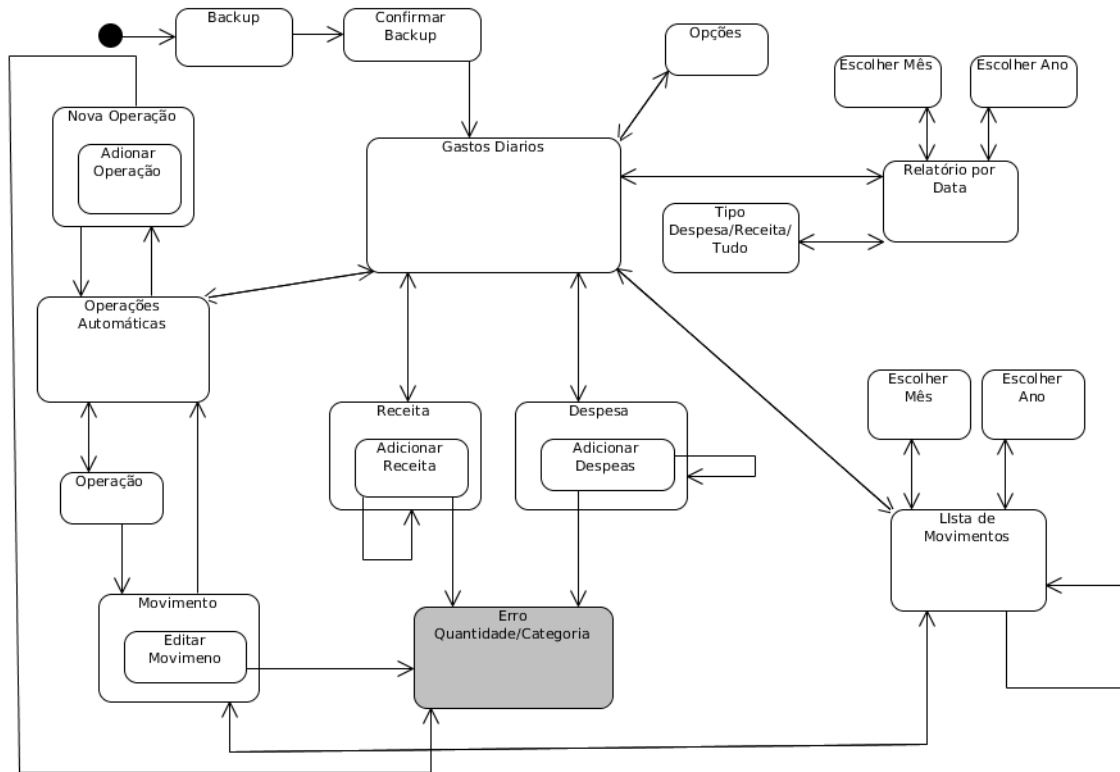 Backup
Confirmar
Backup
Opções
Escolher Mês
Escolher Ano
Nova Operação
Adionar
Operação
Gastos Diarios
Relatório por
Data
Tipo
Despesa/Receita/
Tudo
Operações
Automáticas
Receita
Adicionar
Receita
Despesa
Adicionar
Despeas
Escolher
Mês
Escolher
Ano
Operação
LIsta de
Movimentos
Movimento
Editar
Movimeno
Erro
Quantidade/Categoria